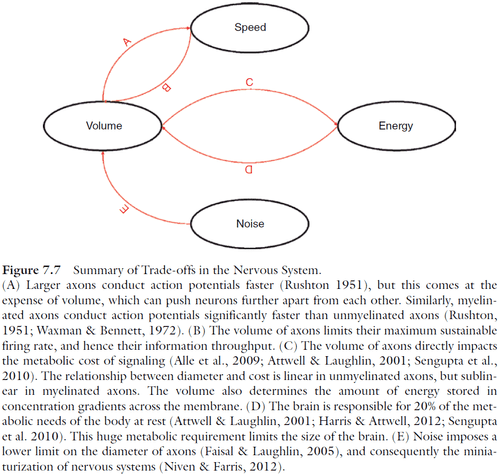 Speed
A
B
C
Volume
Energy
D
E
Noise
Figure 7.7 Summary of Trade-offs in the Nervous System.
(A) Larger axons conduct action potentials faster (Rushton 1951), but this comes at the
expense of volume, which can push neurons further apart from each other. Similarly, myelin-
ated axons conduct action potentials significantly faster than unmyelinated axons (Rushton,
1951; Waxman & Bennett, 1972). (B) The volume of axons limits their maximum sustainable
firing rate, and hence their information throughput. (C) The volume of axons directly impacts
the metabolic cost of signaling (Alle et al., 2009; Attwell & Laughlin, 2001; Sengupta et al.,
2010). The relationship between diameter and cost is linear in unmyelinated axons, but sublin-
ear in myelinated axons. The volume also determines the amount of energy stored in
concentration gradients across the membrane. (D) The brain is responsible for 20% of the met-
abolic needs of the body at rest (Attwell & Laughlin, 2001; Harris & Attwell, 2012; Sengupta
et al. 2010). This huge metabolic requirement limits the size of the brain. (E) Noise imposes a
lower limit on the diameter of axons (Faisal & Laughlin, 2005), and consequently the minia-
turization of nervous systems (Niven & Farris, 2012).